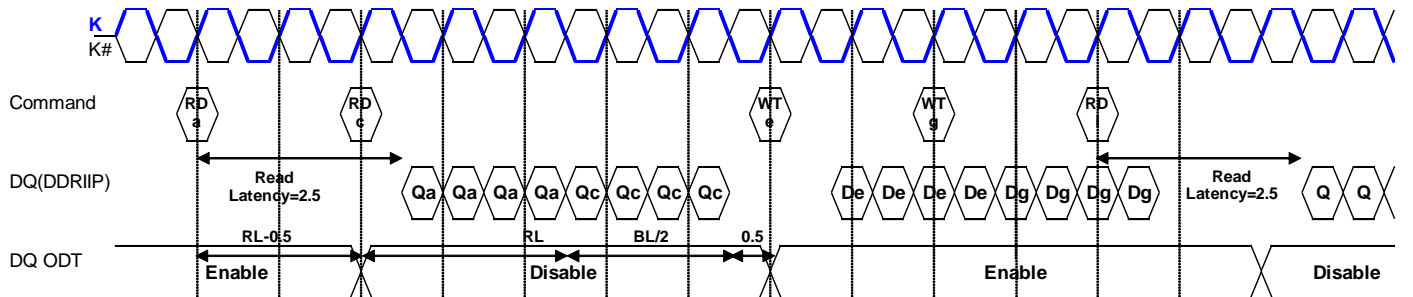 K
K#
Command
RD a
RD c
WT e
WT g
RD
DQ(DDRIIP)
Read Latency=2.5
Qa Qa Qa Qa Qc Qc Qc Qc
De De De De Dg Dg Dg Dg
Read Latency=2.5
Q Q
DQ ODT
RL-0.5
RL
BL/2
0.5
Enable
Disable
Enable
Disable